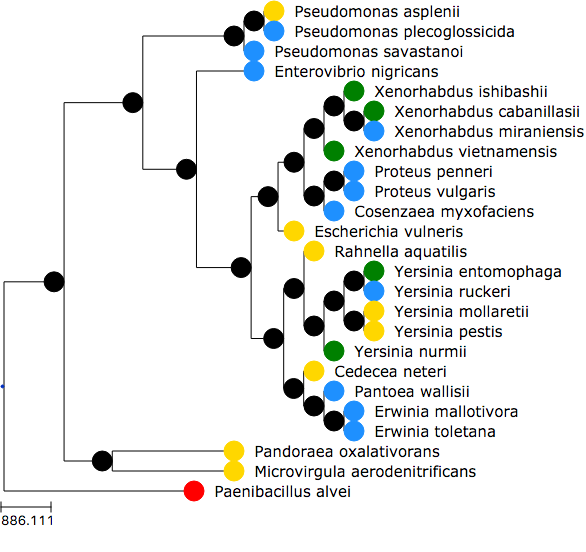 Pseudomonas asplenii
Pseudomonas plecoglossicida
Pseudomonas savastanoi
Enterovibrio nigricans
Xenorhabdus ishibashii
Xenorhabdus cabanillasii
Xenorhabdus miraniensis
Xenorhabdus vietnamensis
Proteus penneri
Proteus vulgaris
Cosenzaea myxofaciens
Escherichia vulneris
Rahnella aquatilis
Yersinia entomophaga
Yersinia ruckeri
Yersinia mollaretii
Yersinia pestis
Yersinia nurmii
Cedecea neteri
Pantoea wallisii
Erwinia mallotivora
Erwinia toletana
Pandoraea oxalativorans
Microvirgula aerodenitrificans
Paenibacillus alvei
886.111